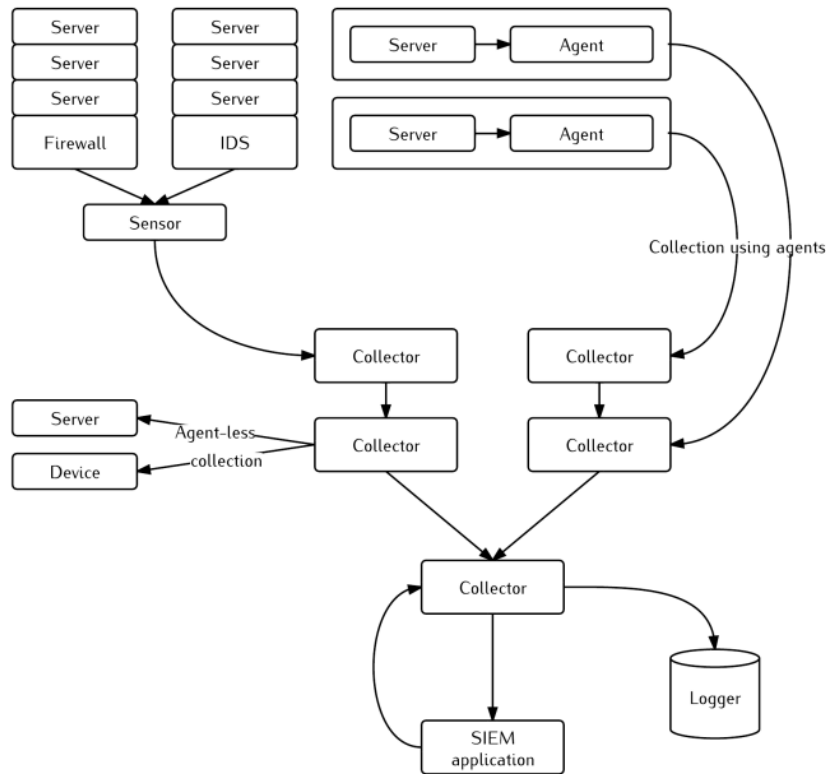 Server
Server
Server
Firewall
Server
Server
Server
IDS
Server
Agent
Server
Agent
Sensor
Collection using agents
Collector
Collector
Server
Device
Agent-less
collection
Collector
Collector
Collector
Logger
SIEM
application